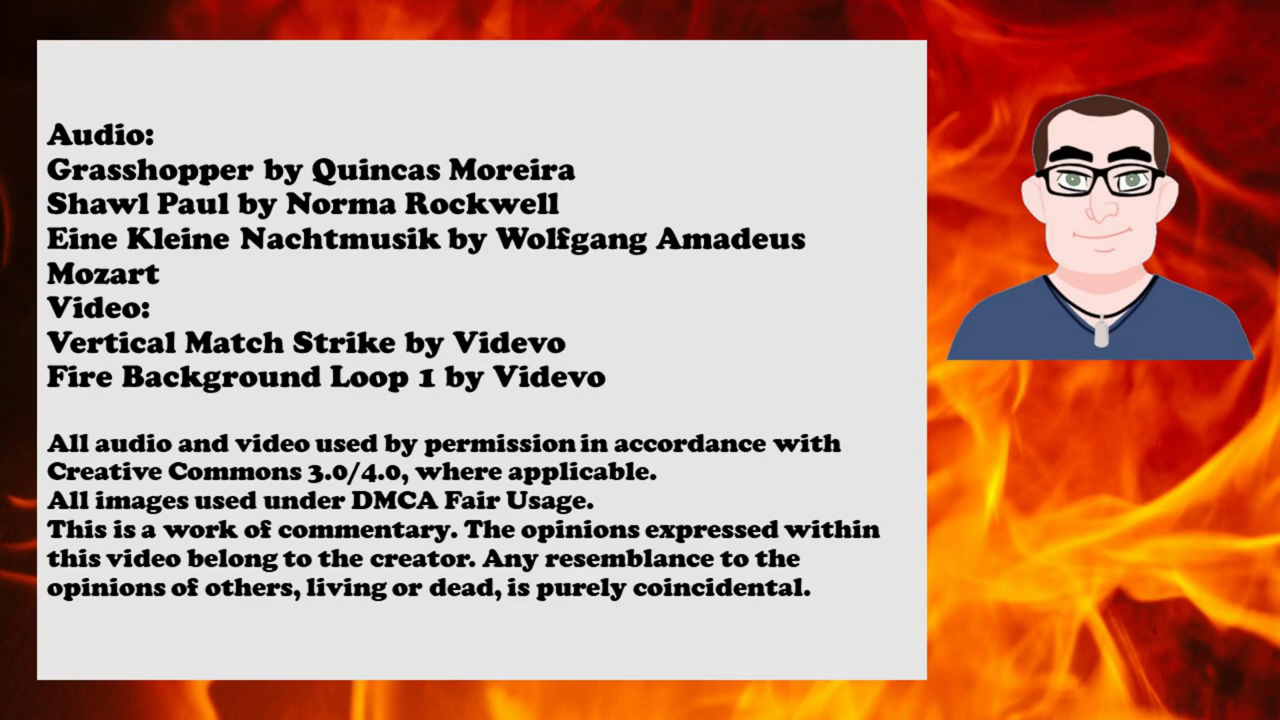 Audio:
Grasshopper by Quincas Moreira
Shawl Paul by Norma Rockwell
Eine Kleine Nachtmusik by Wolfgang Amadeus
Mozart
Video:
Vertical Match Strike by Videvo
Fire Background Loop 1 by Videvo
All audio and video used by permission in accordance with
Creative Commons 3.0/4.0, where applicable.
All images used under DMCA Fair Usage.
This is a work of commentary. The opinions expressed within
this video belong to the creator. Any resemblance to the
opinions of others, living or dead, is purely coincidental.